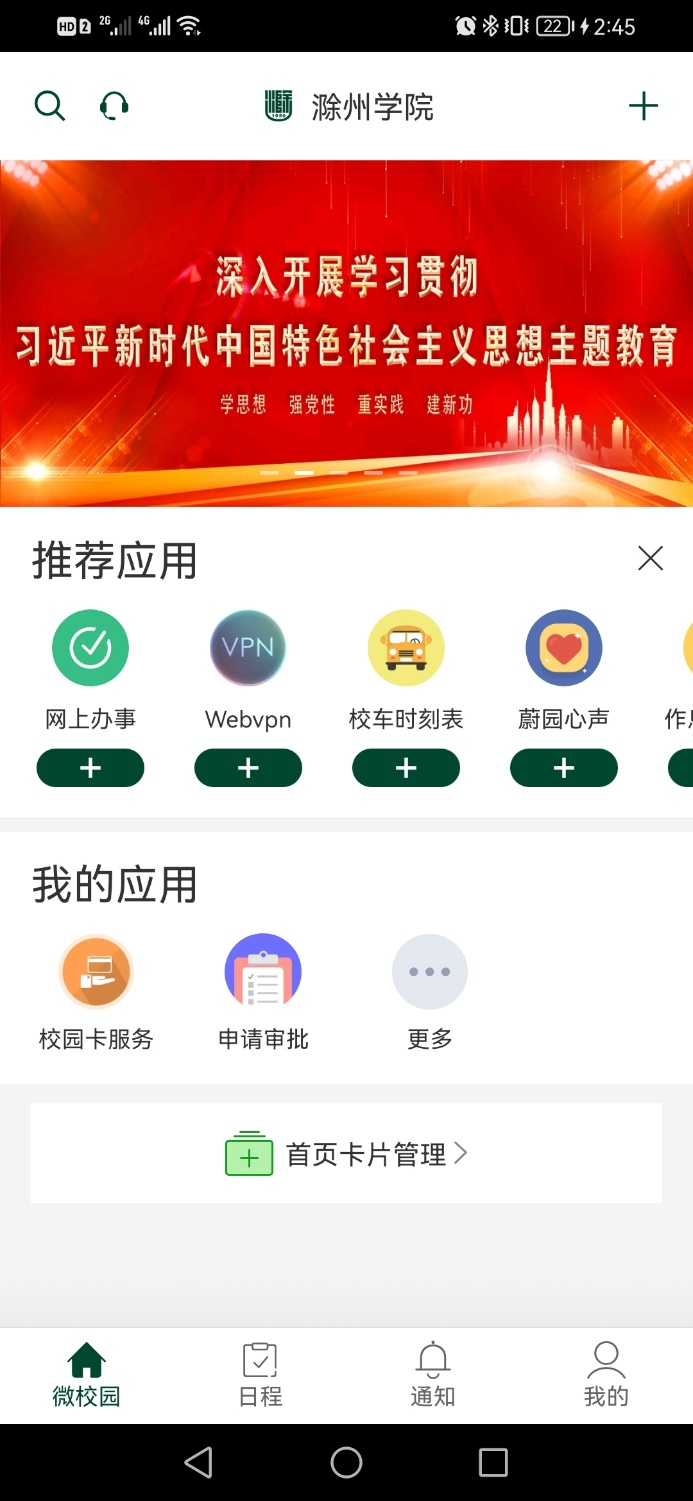 HD 2 2G 4G 22 2:45
滁州学院
深入开展学习贯彻
习近平新时代中国特色社会主义思想主题教育
学思想 强党性 重实践 建新功
推荐应用
VPN
网上办事 Webvpn 校车时刻表 蔚园心声 作
我的应用
校园卡服务 申请审批 更多
首页卡片管理
微校园 日程 通知 我的